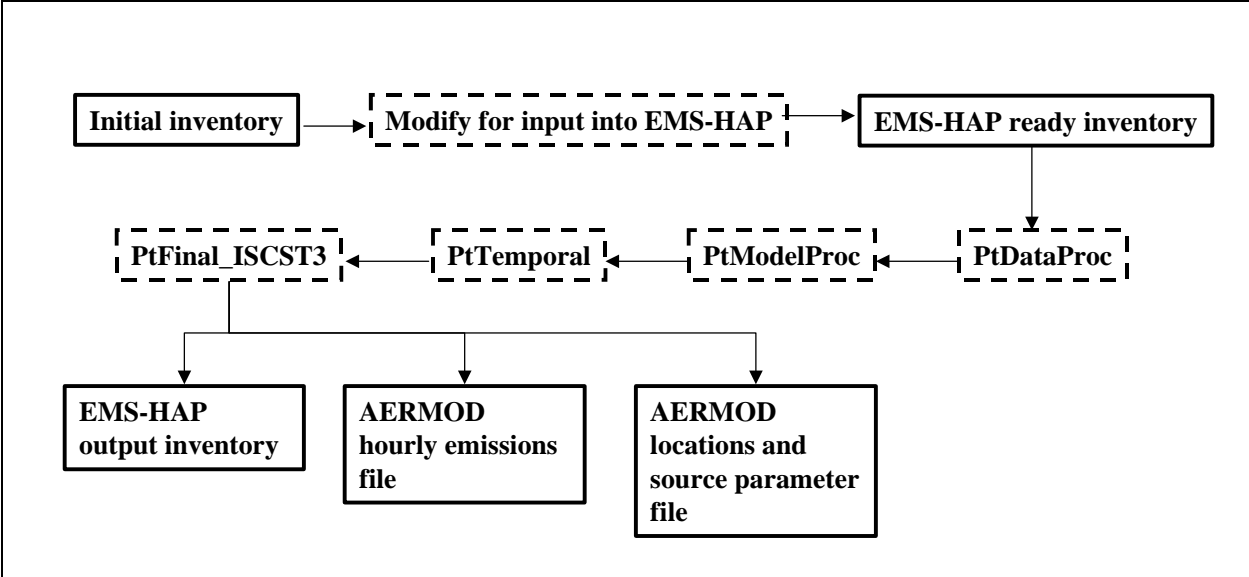 Initial inventory
Modify for input into EMS-HAP
EMS-HAP ready inventory
PtFinal_ISCST3
PtTemporal
PtModelProc
PtDataProc
EMS-HAP
output inventory
AERMOD
hourly emissions
file
AERMOD
locations and
source parameter
file